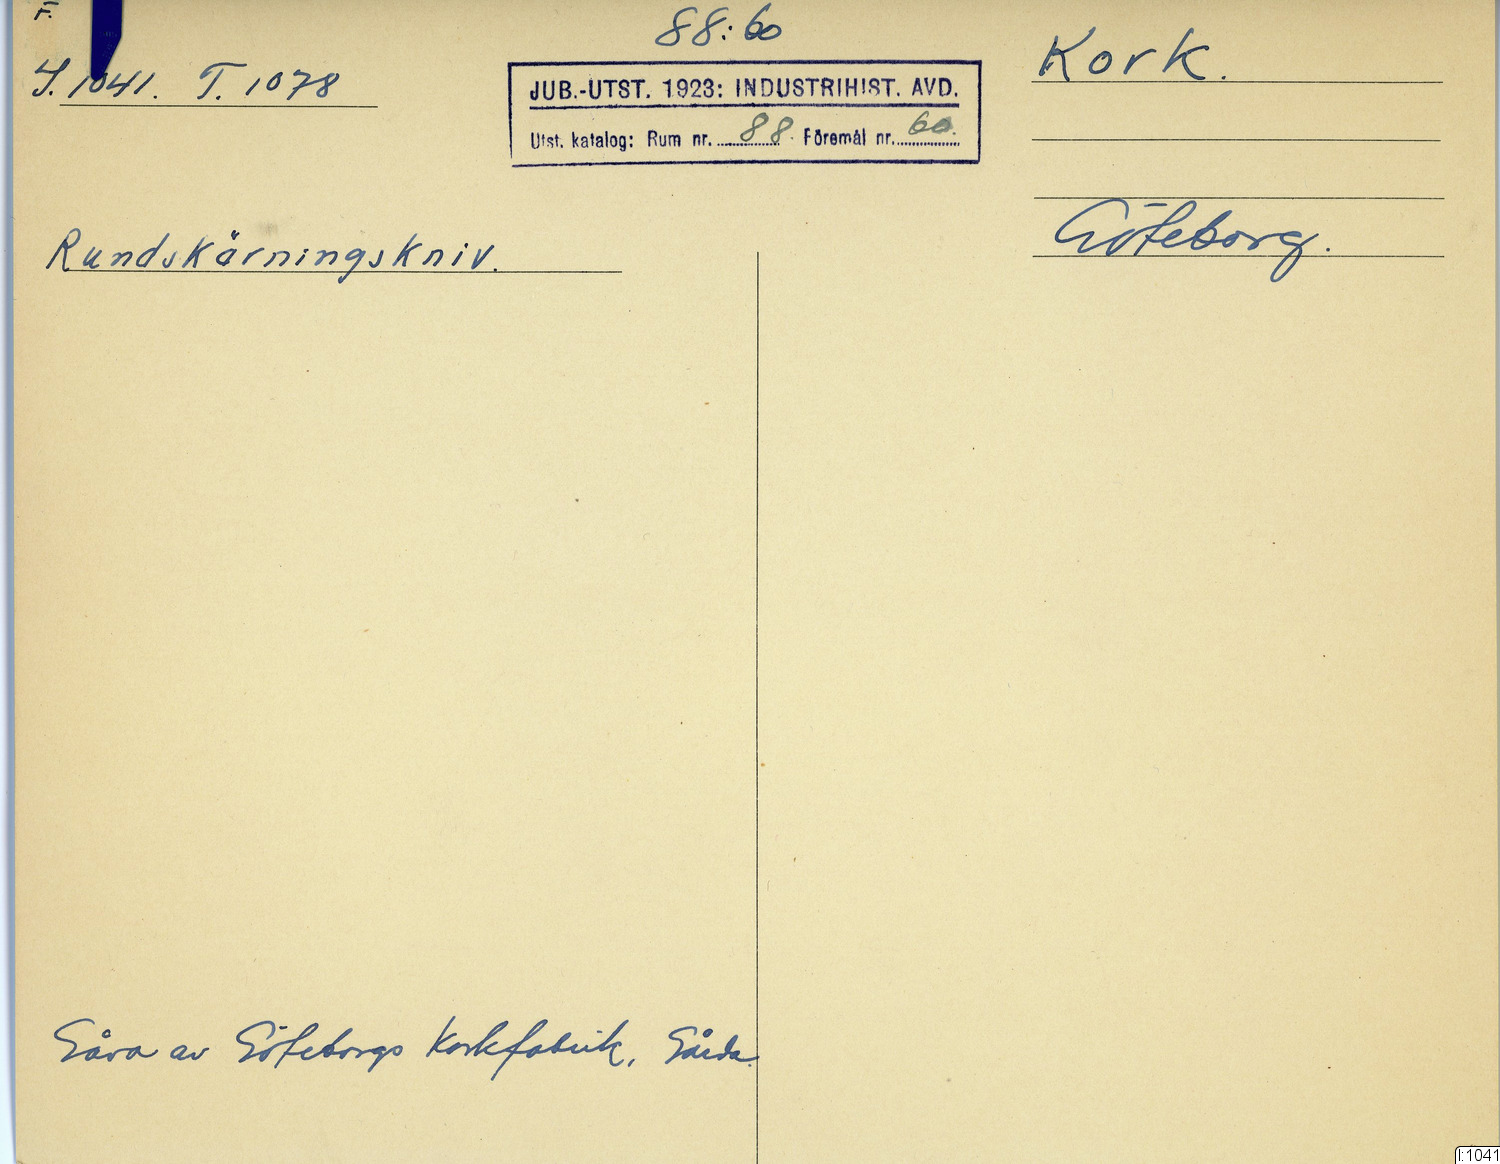 F.
88:60
I.1041. T.1078
Kork.
JUB.-UTST. 1923: INDUSTRIHIST. AVD.
Utst. katalog: Rum nr. 88. Föremål nr. 60.
Göteborg.
Rundskärningskniv.
Gåva av Göteborgs Korkfabrik, Gårda.
I:1041